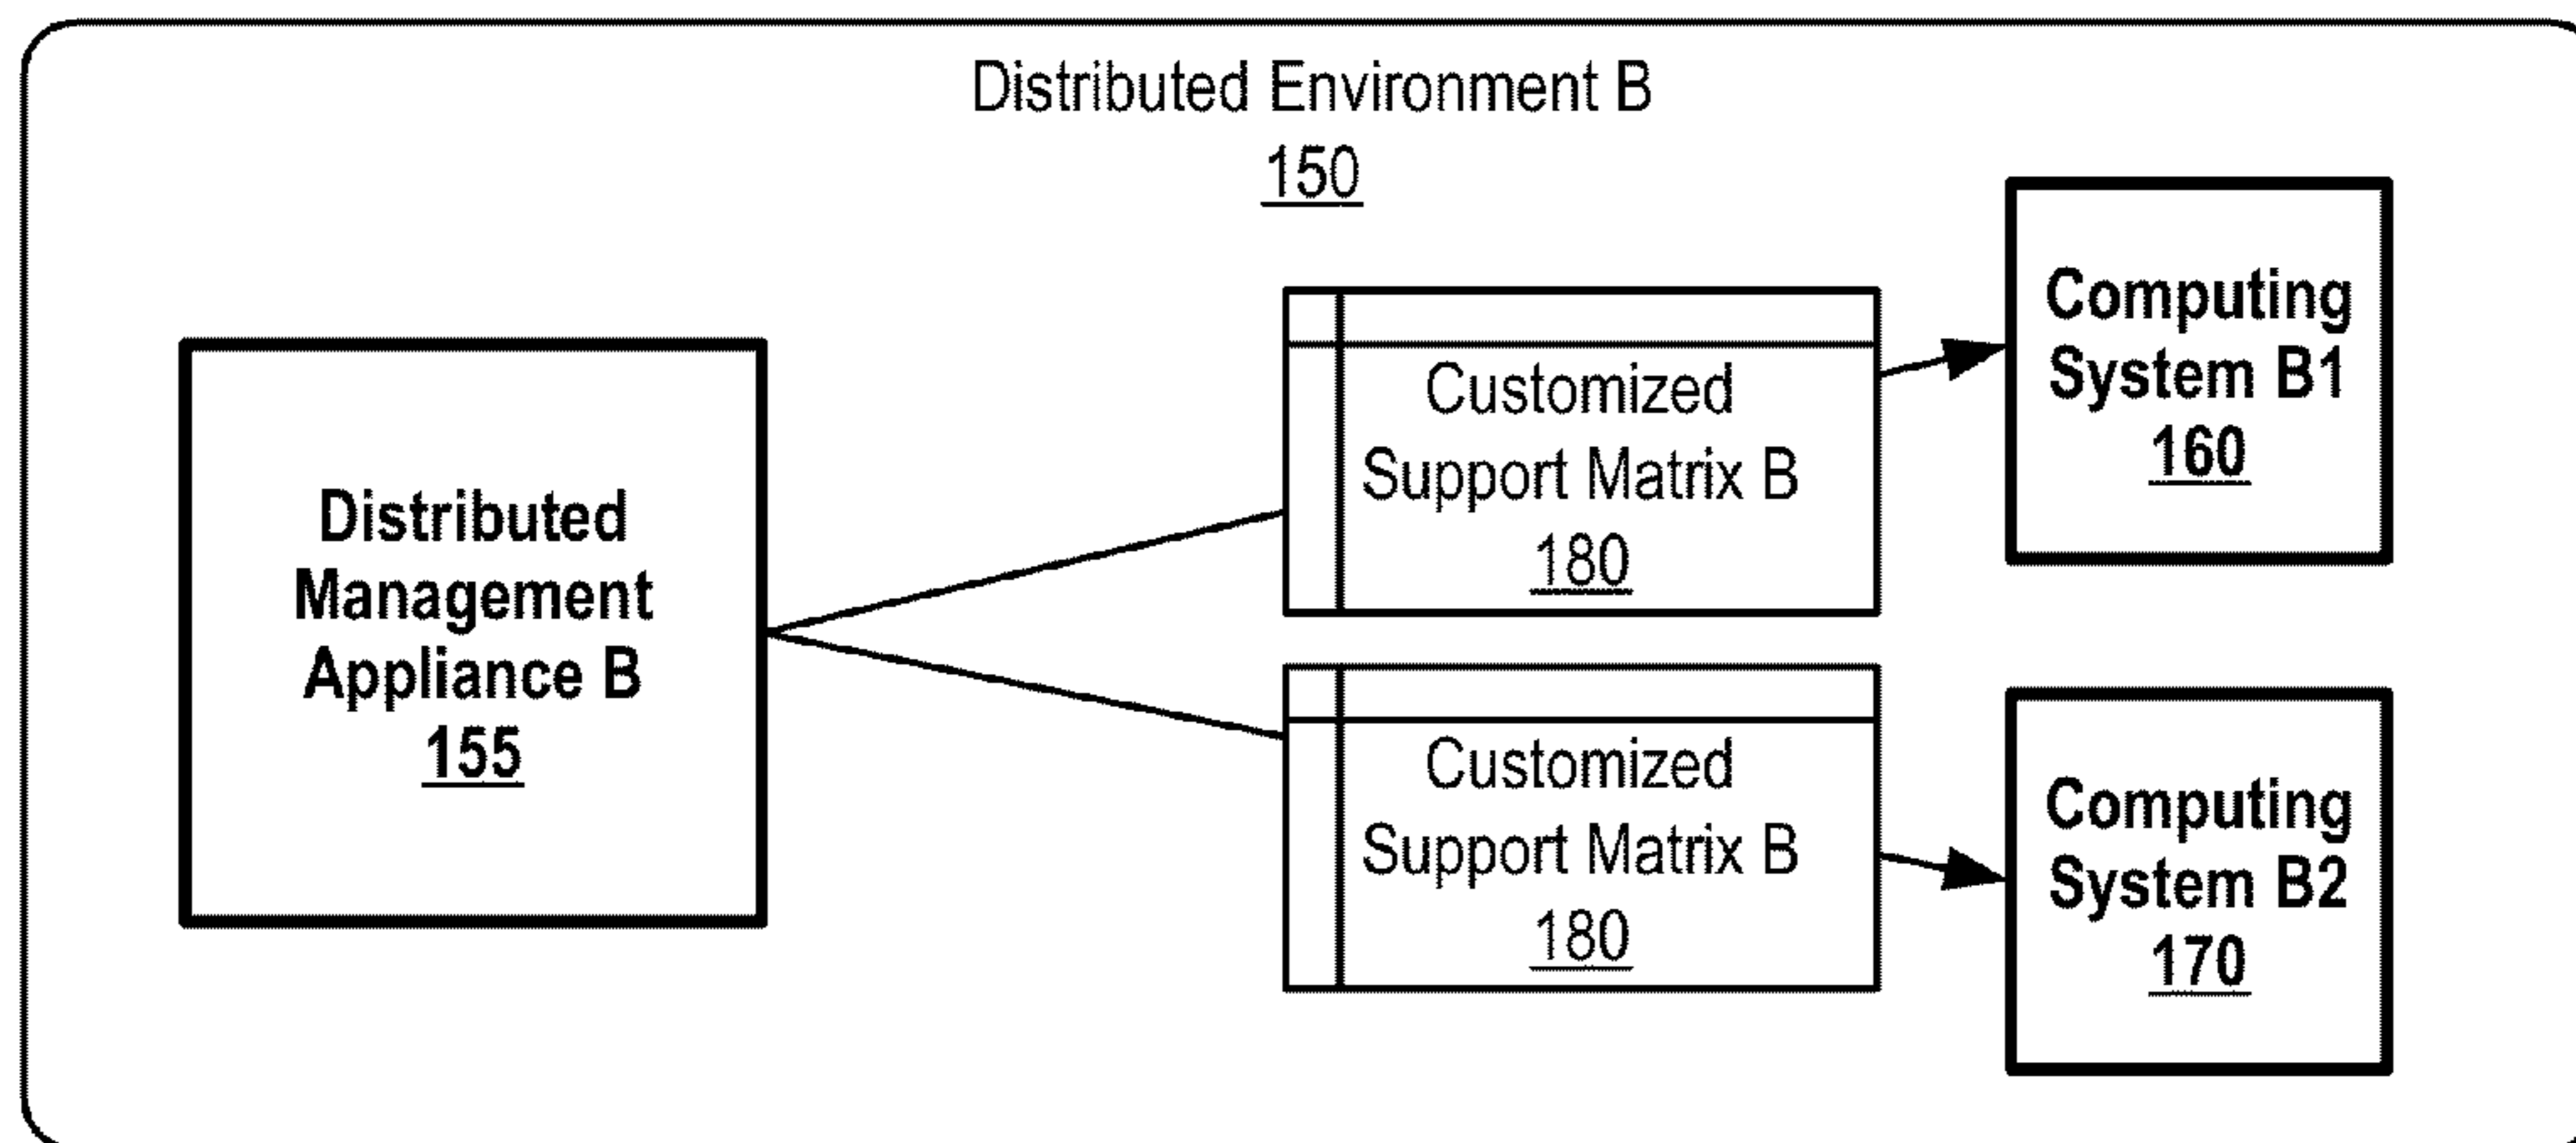 Distributed Environment B
150
Distributed
Management
Appliance B
155
Customized
Support Matrix B
180
Computing
System B1
160
Customized
Support Matrix B
180
Computing
System B2
170